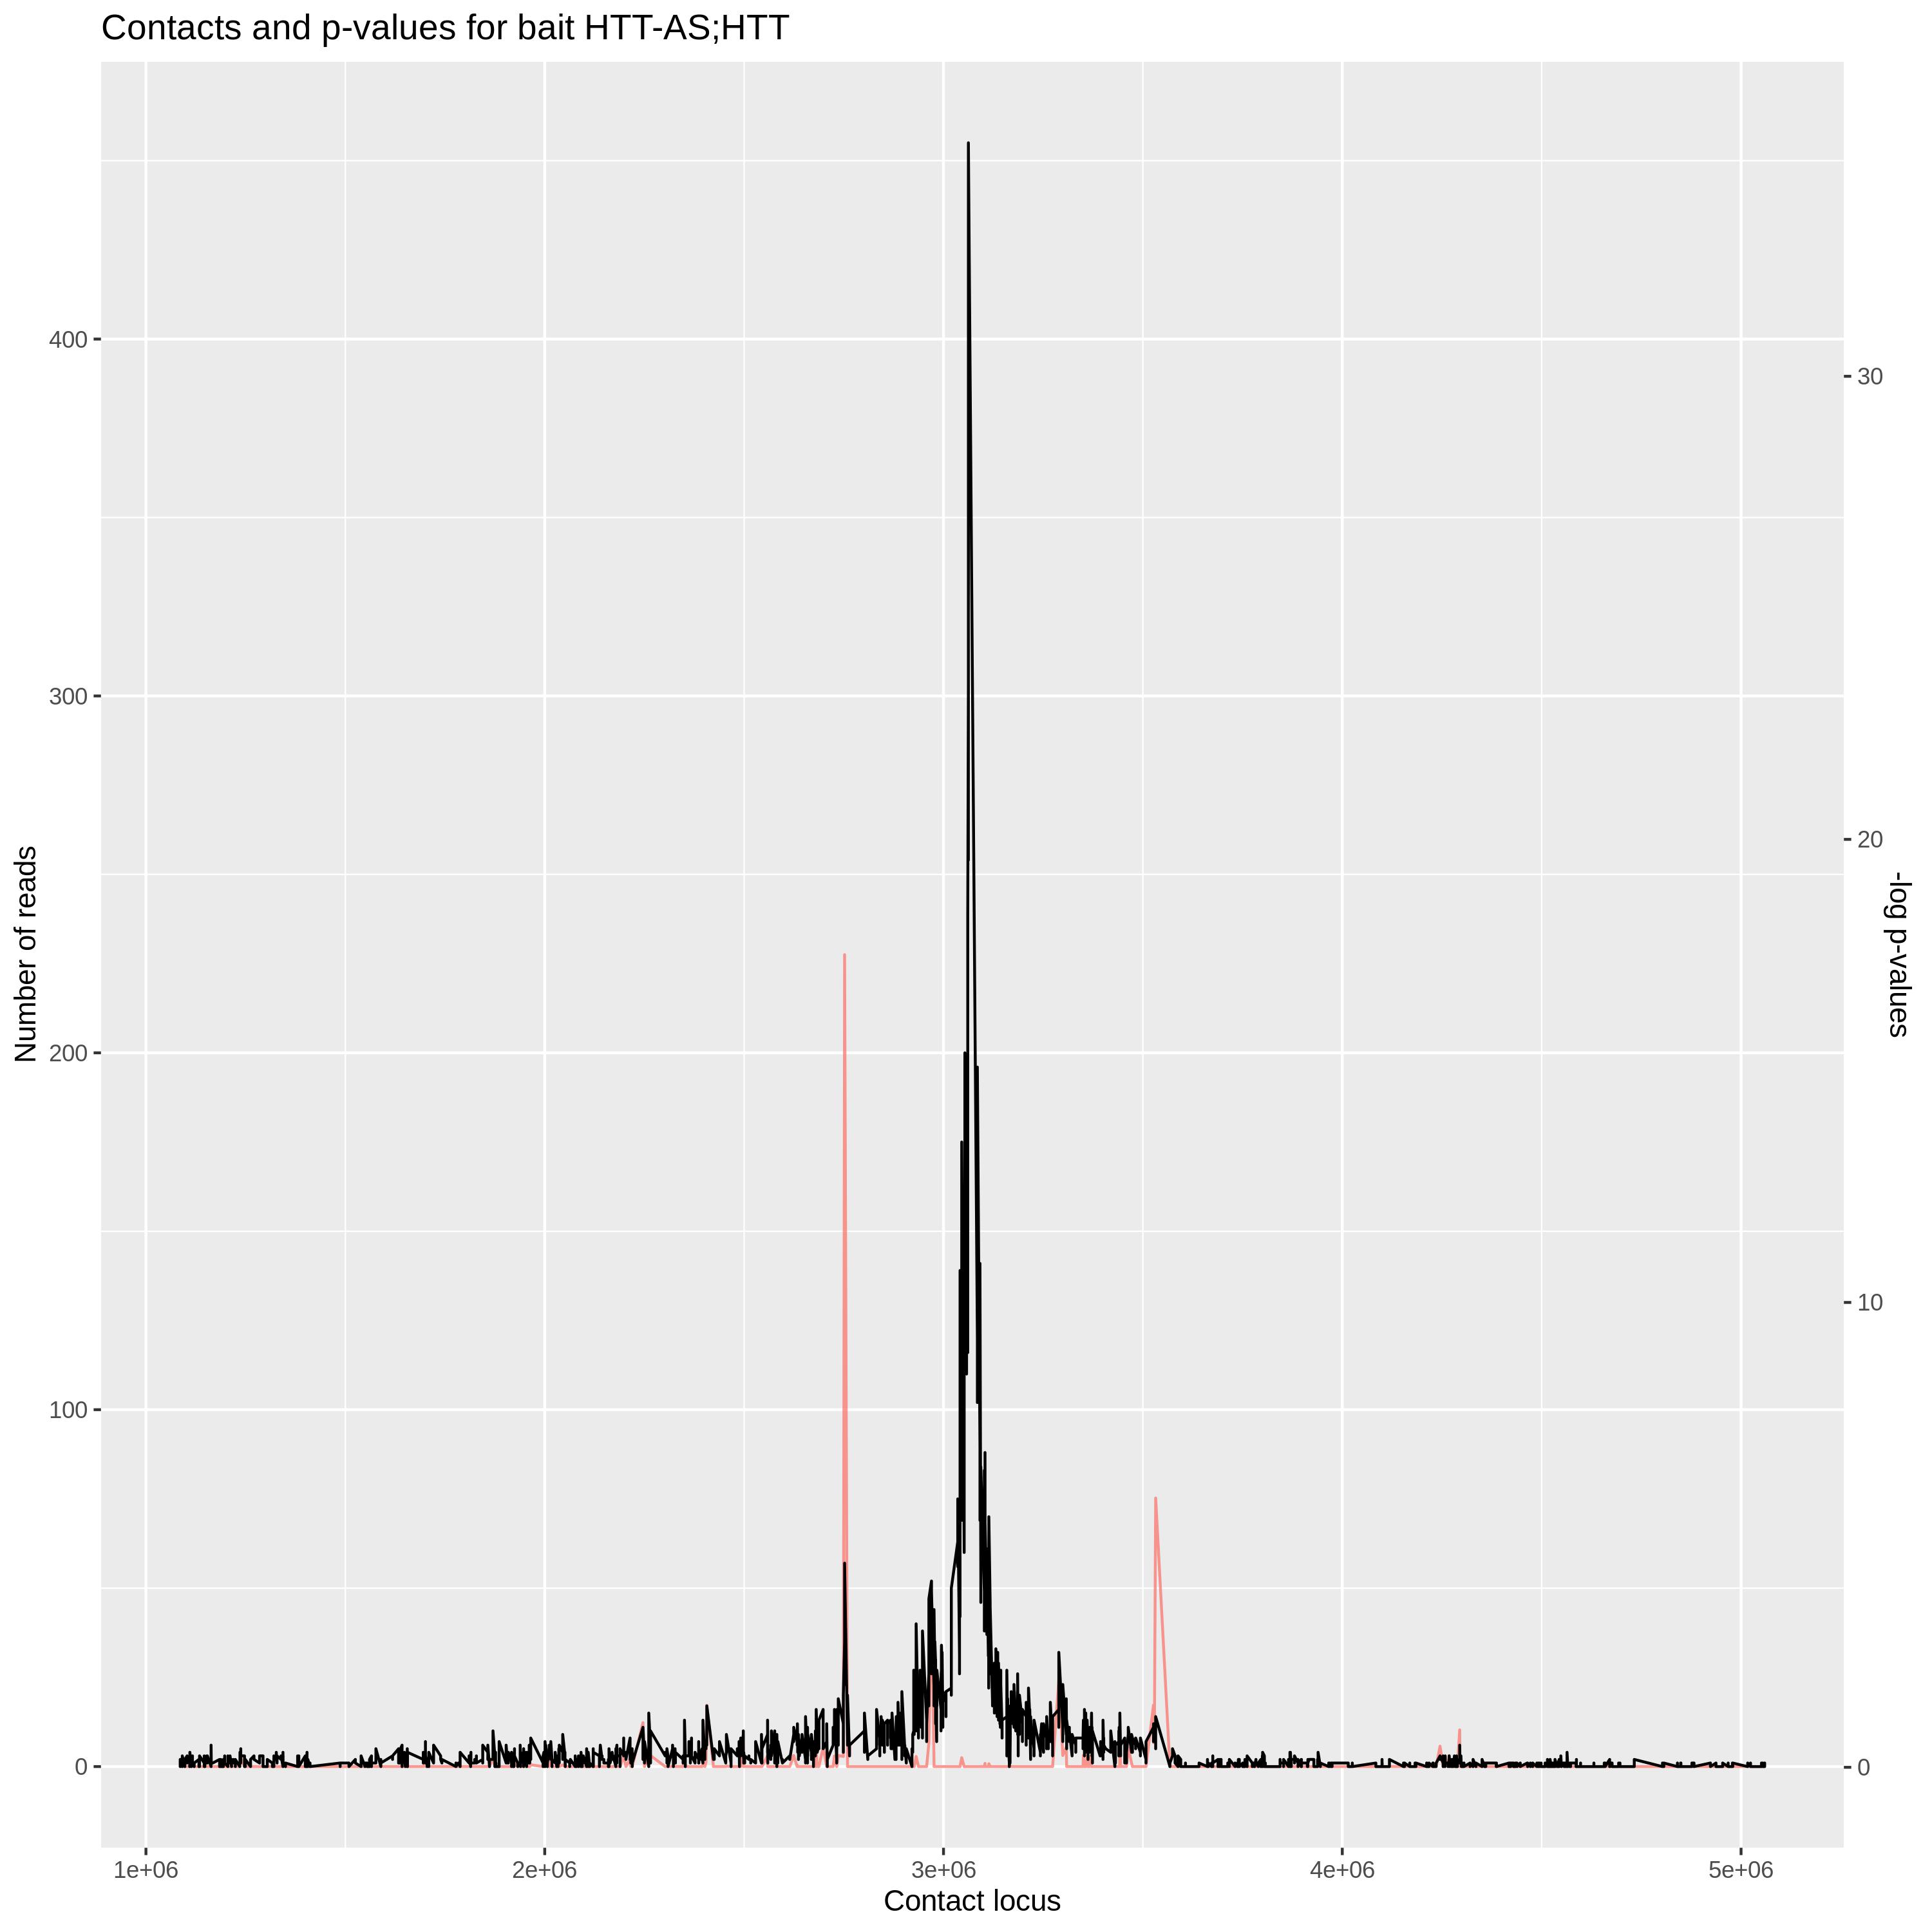 Contacts and p-values for bait HTT-AS;HTT
Number of reads
400
300
200
100
0
30
20
10
0
-log p-values
1e+06
2e+06
3e+06
4e+06
5e+06
Contact locus